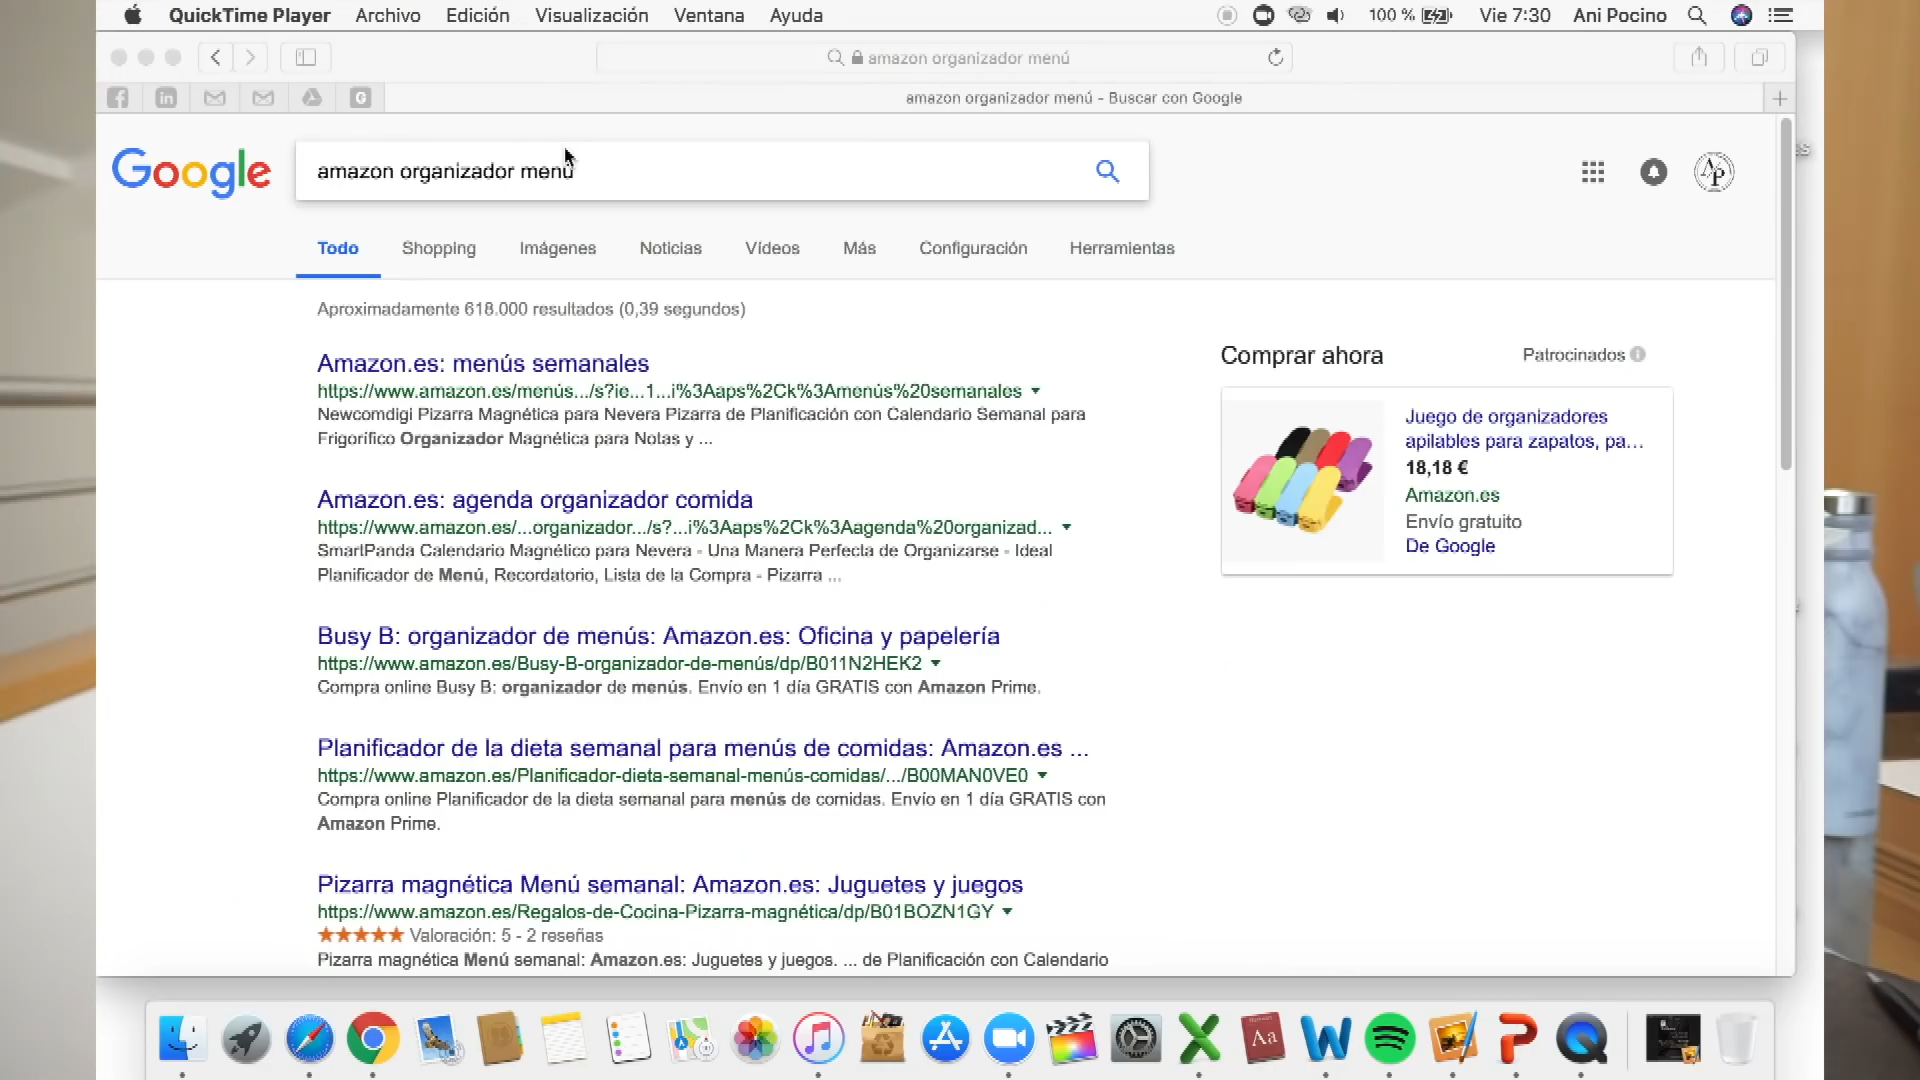 QuickTime Player Archivo Edición Visualización Ventana Ayuda 100 % Vie 7:30 Ani Pocino
amazon organizador menú
amazon organizador menú - Buscar con Google
Google
amazon organizador menú
Todo Shopping Imágenes Noticias Vídeos Más Configuración Herramientas
Aproximadamente 618.000 resultados (0,39 segundos)
Amazon.es: menús semanales
https://www.amazon.es/menús.../s?ie...1...i%3Aaps%2Ck%3Amenús%20semanales
Newcomdigi Pizarra Magnética para Nevera Pizarra de Planificación con Calendario Semanal para
Frigorífico Organizador Magnética para Notas y ...
Amazon.es: agenda organizador comida
https://www.amazon.es/...organizador.../s?...i%3Aaps%2Ck%3Aagenda%20organizad...
SmartPanda Calendario Magnético para Nevera - Una Manera Perfecta de Organizarse - Ideal
Planificador de Menú, Recordatorio, Lista de la Compra - Pizarra ...
Busy B: organizador de menús: Amazon.es: Oficina y papelería
https://www.amazon.es/Busy-B-organizador-de-menús/dp/B011N2HEK2
Compra online Busy B: organizador de menús. Envío en 1 día GRATIS con Amazon Prime.
Planificador de la dieta semanal para menús de comidas: Amazon.es ...
https://www.amazon.es/Planificador-dieta-semanal-menús-comidas/.../B00MAN0VE0
Compra online Planificador de la dieta semanal para menús de comidas. Envío en 1 día GRATIS con
Amazon Prime.
Pizarra magnética Menú semanal: Amazon.es: Juguetes y juegos
https://www.amazon.es/Regalos-de-Cocina-Pizarra-magnética/dp/B01BOZN1GY
Valoración: 5 - 2 reseñas
Pizarra magnética Menú semanal: Amazon.es: Juguetes y juegos. ... de Planificación con Calendario
Comprar ahora Patrocinados
Juego de organizadores
apilables para zapatos, pa...
18,18 €
Amazon.es
Envío gratuito
De Google